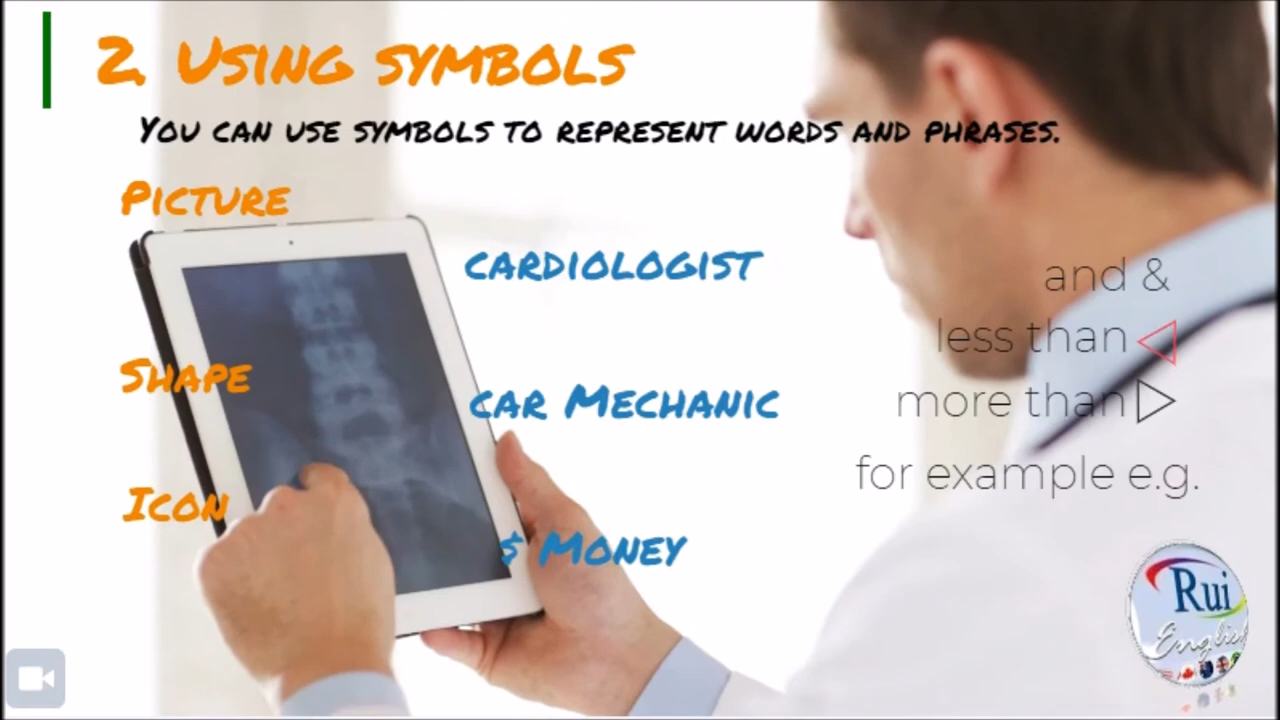 2. Using symbols
You can use symbols to represent words and phrases.
Picture
cardiologist
and &
less than
Shape
car Mechanic
more than
for example e.g.
Icon
$ Money
Rui
English